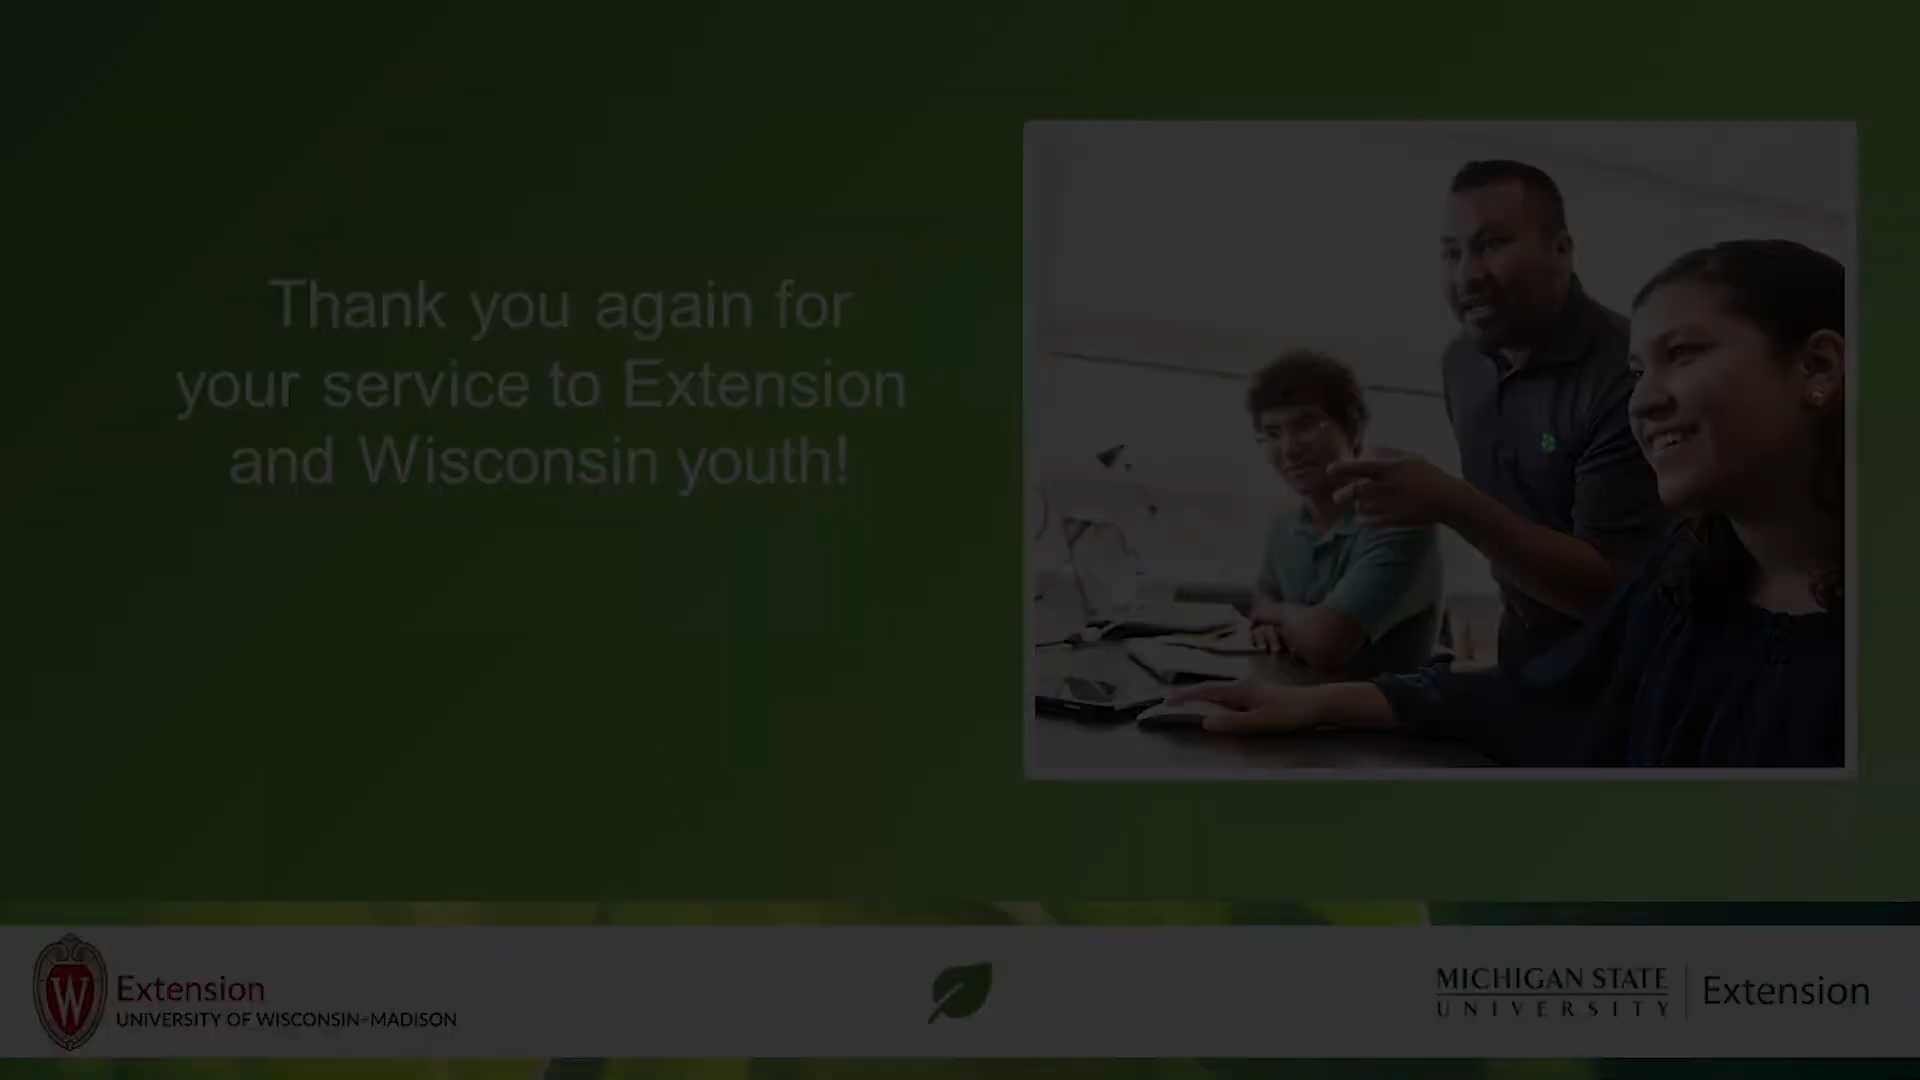 Thank you again for
your service to Extension
and Wisconsin youth!
W
Extension
UNIVERSITY OF WISCONSIN-MADISON
MICHIGAN STATE
UNIVERSITY
Extension